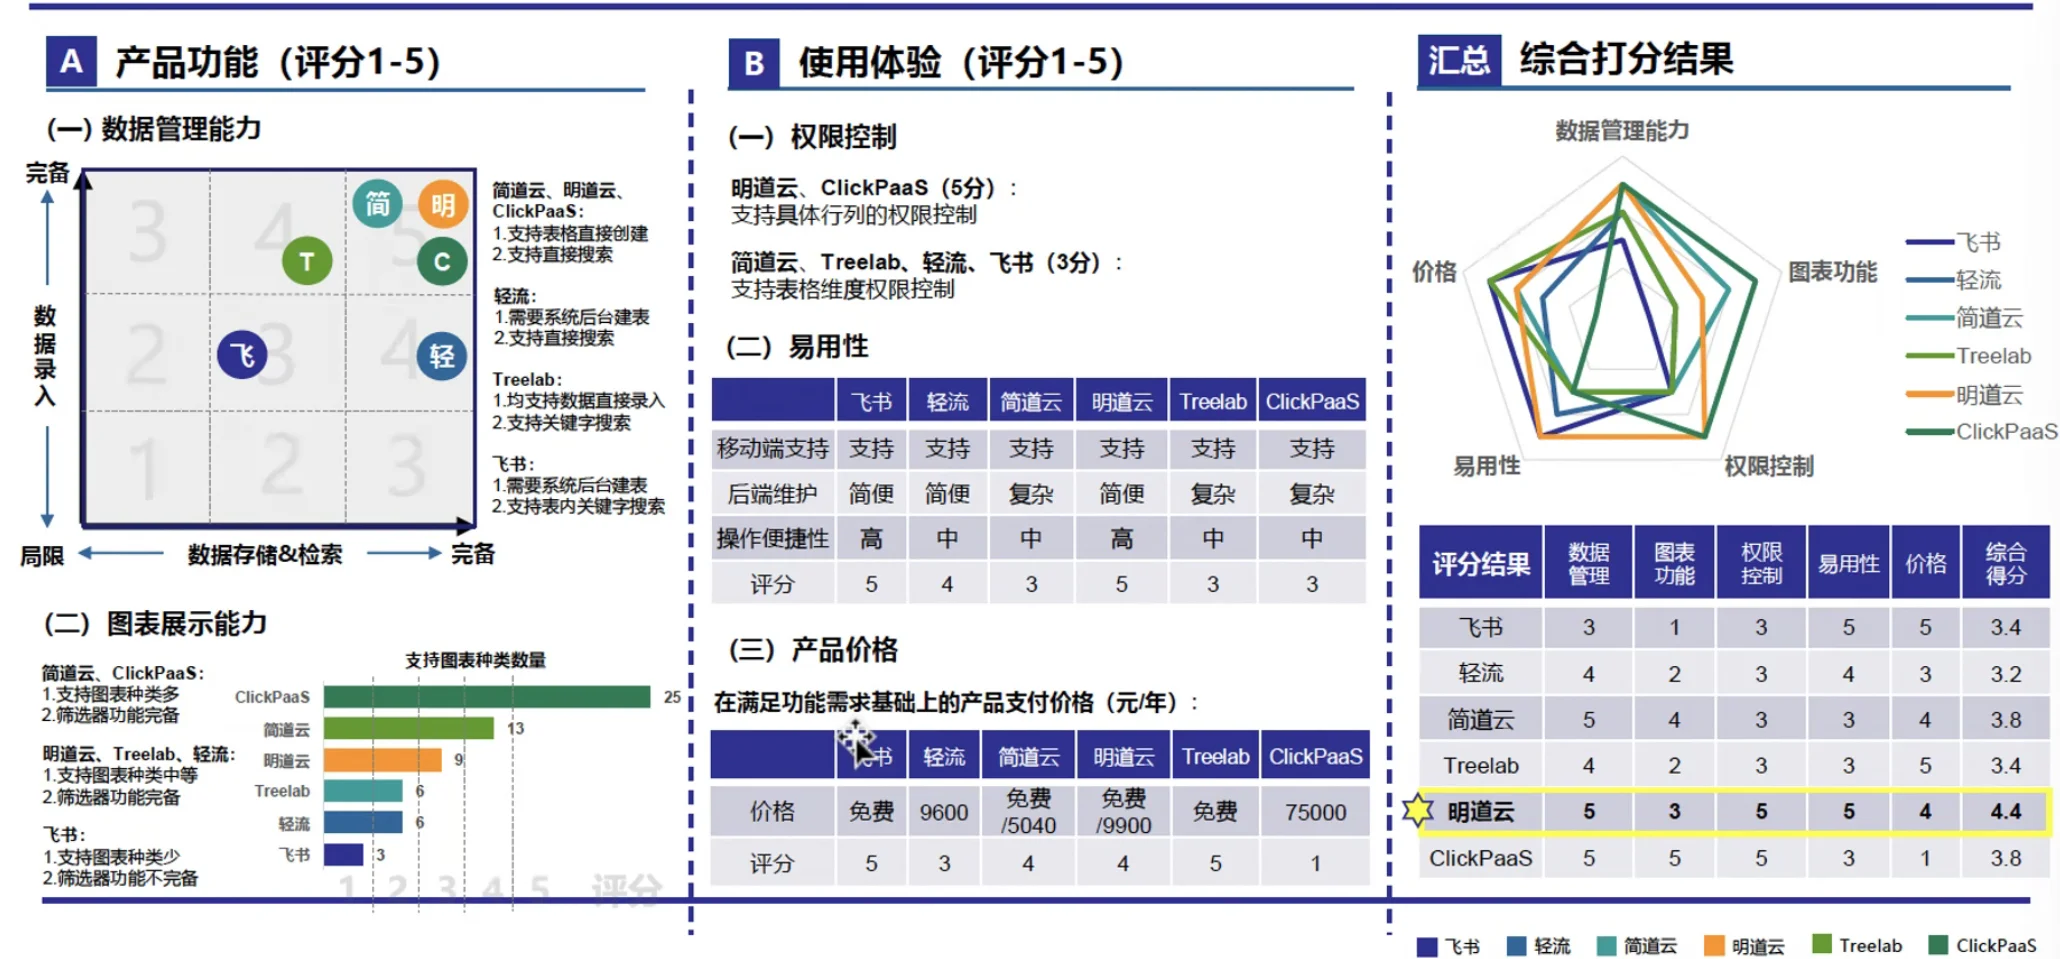 A 产品功能（评分1-5）
(一) 数据管理能力
完备
数据录入
局限
数据存储&检索
完备
3
4
5
2
3
4
1
2
3
简
明
T
C
飞
轻
简道云、明道云、
ClickPaaS：
1.支持表格直接创建
2.支持直接搜索
轻流：
1.需要系统后台建表
2.支持直接搜索
Treelab：
1.均支持数据直接录入
2.支持关键字搜索
飞书：
1.需要系统后台建表
2.支持表内关键字搜索
（二）图表展示能力
简道云、ClickPaaS：
1.支持图表种类多
2.筛选器功能完备
明道云、Treelab、轻流：
1.支持图表种类中等
2.筛选器功能完备
飞书：
1.支持图表种类少
2.筛选器功能不完备
支持图表种类数量
ClickPaaS 25
简道云 13
明道云 9
Treelab 6
轻流 6
飞书 3
1 2 3 4 5 评分
B 使用体验（评分1-5）
（一）权限控制
明道云、ClickPaaS（5分）：
支持具体行列的权限控制
简道云、Treelab、轻流、飞书（3分）：
支持表格维度权限控制
（二）易用性
飞书 轻流 简道云 明道云 Treelab ClickPaaS
移动端支持 支持 支持 支持 支持 支持 支持
后端维护 简便 简便 复杂 简便 复杂 复杂
操作便捷性 高 中 中 高 中 中
评分 5 4 3 5 3 3
（三）产品价格
在满足功能需求基础上的产品支付价格（元/年）：
书 轻流 简道云 明道云 Treelab ClickPaaS
价格 免费 9600 免费/5040 免费/9900 免费 75000
评分 5 3 4 4 5 1
汇总 综合打分结果
数据管理能力
图表功能
权限控制
易用性
价格
飞书
轻流
简道云
Treelab
明道云
ClickPaaS
评分结果 数据管理 图表功能 权限控制 易用性 价格 综合得分
飞书 3 1 3 5 5 3.4
轻流 4 2 3 4 3 3.2
简道云 5 4 3 3 4 3.8
Treelab 4 2 3 3 5 3.4
明道云 5 3 5 5 4 4.4
ClickPaaS 5 5 5 3 1 3.8
飞书 轻流 简道云 明道云 Treelab ClickPaaS